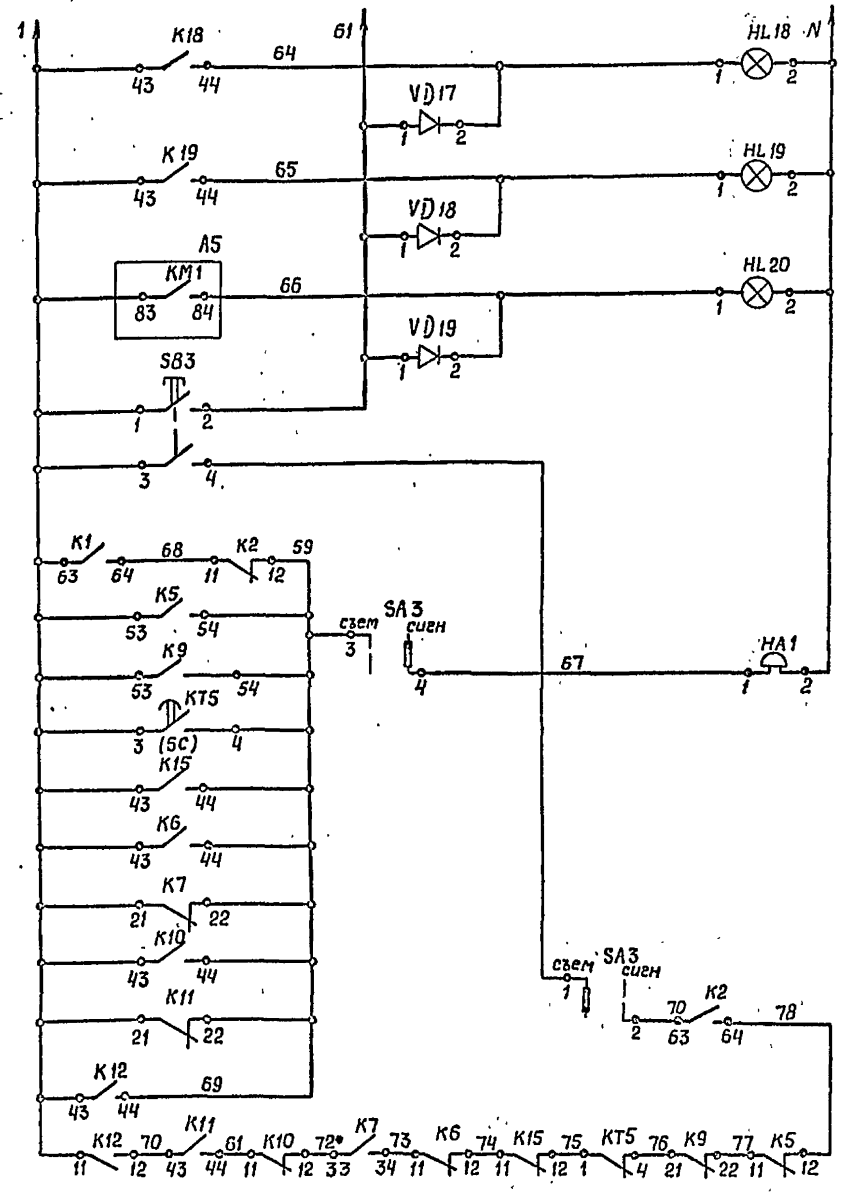 1 61 N
K18 64 HL18
43 44 1 2
VD17
1 2
K19 65 HL19
43 44 1 2
VD18
1 2
A5
KM1 66 HL20
83 84 1 2
VD19
1 2
SB3
1 2
3 4
K1 68 K2 59
63 64 11 12
K5 SA3
53 54 съем сигн
3
K9 67 HA1
53 54 4 1 2
KT5
3 (5C) 4
K15
43 44
K6
43 44
K7
21 22
K10
43 44 съем SA3 сигн
1
K11 70 K2 78
21 22 2 63 64
K12 69
43 44
K12 70 K11 61 K10 72 K7 73 K6 74 K15 75 KT5 76 K9 77 K5
11 12 43 44 11 12 33 34 11 12 11 12 1 4 21 22 11 12